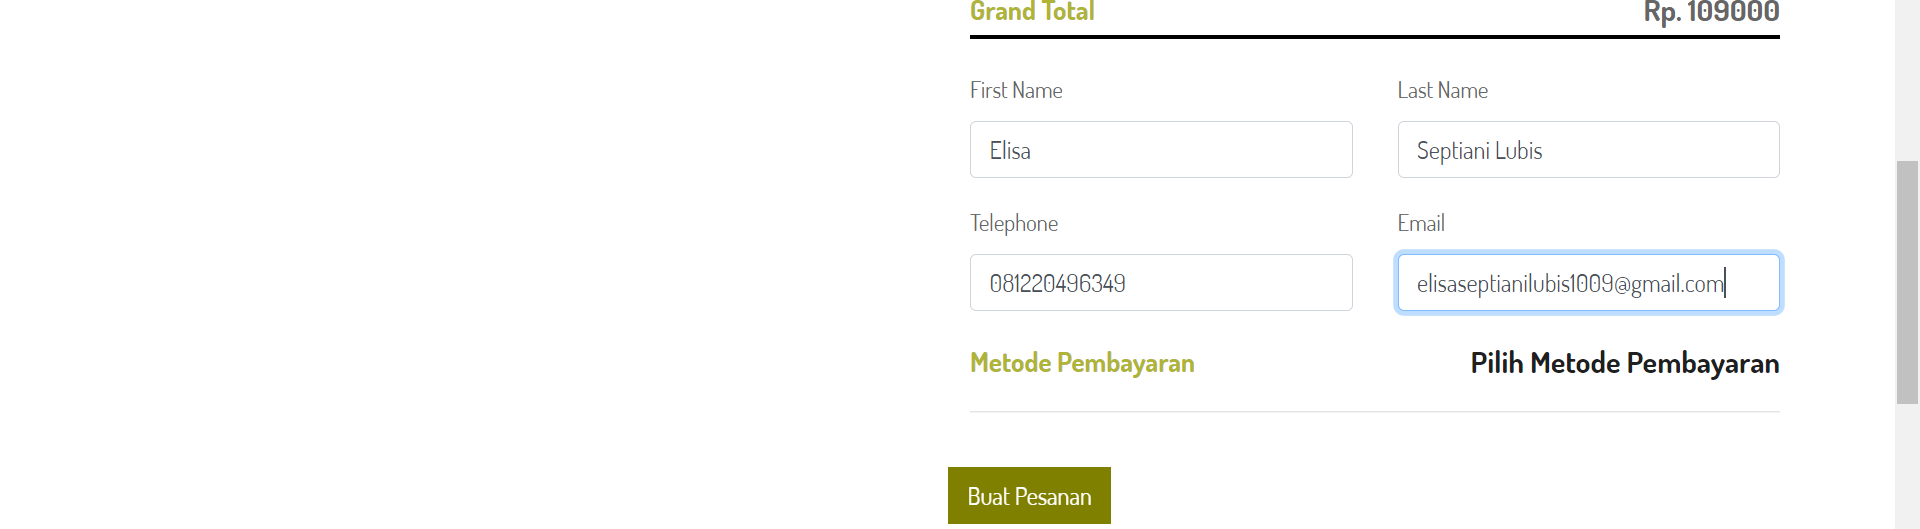 Grand Total Rp. 109000
First Name Last Name
Elisa Septiani Lubis
Telephone Email
081220496349 elisaseptianilubis1009@gmail.com
Metode Pembayaran Pilih Metode Pembayaran
Buat Pesanan